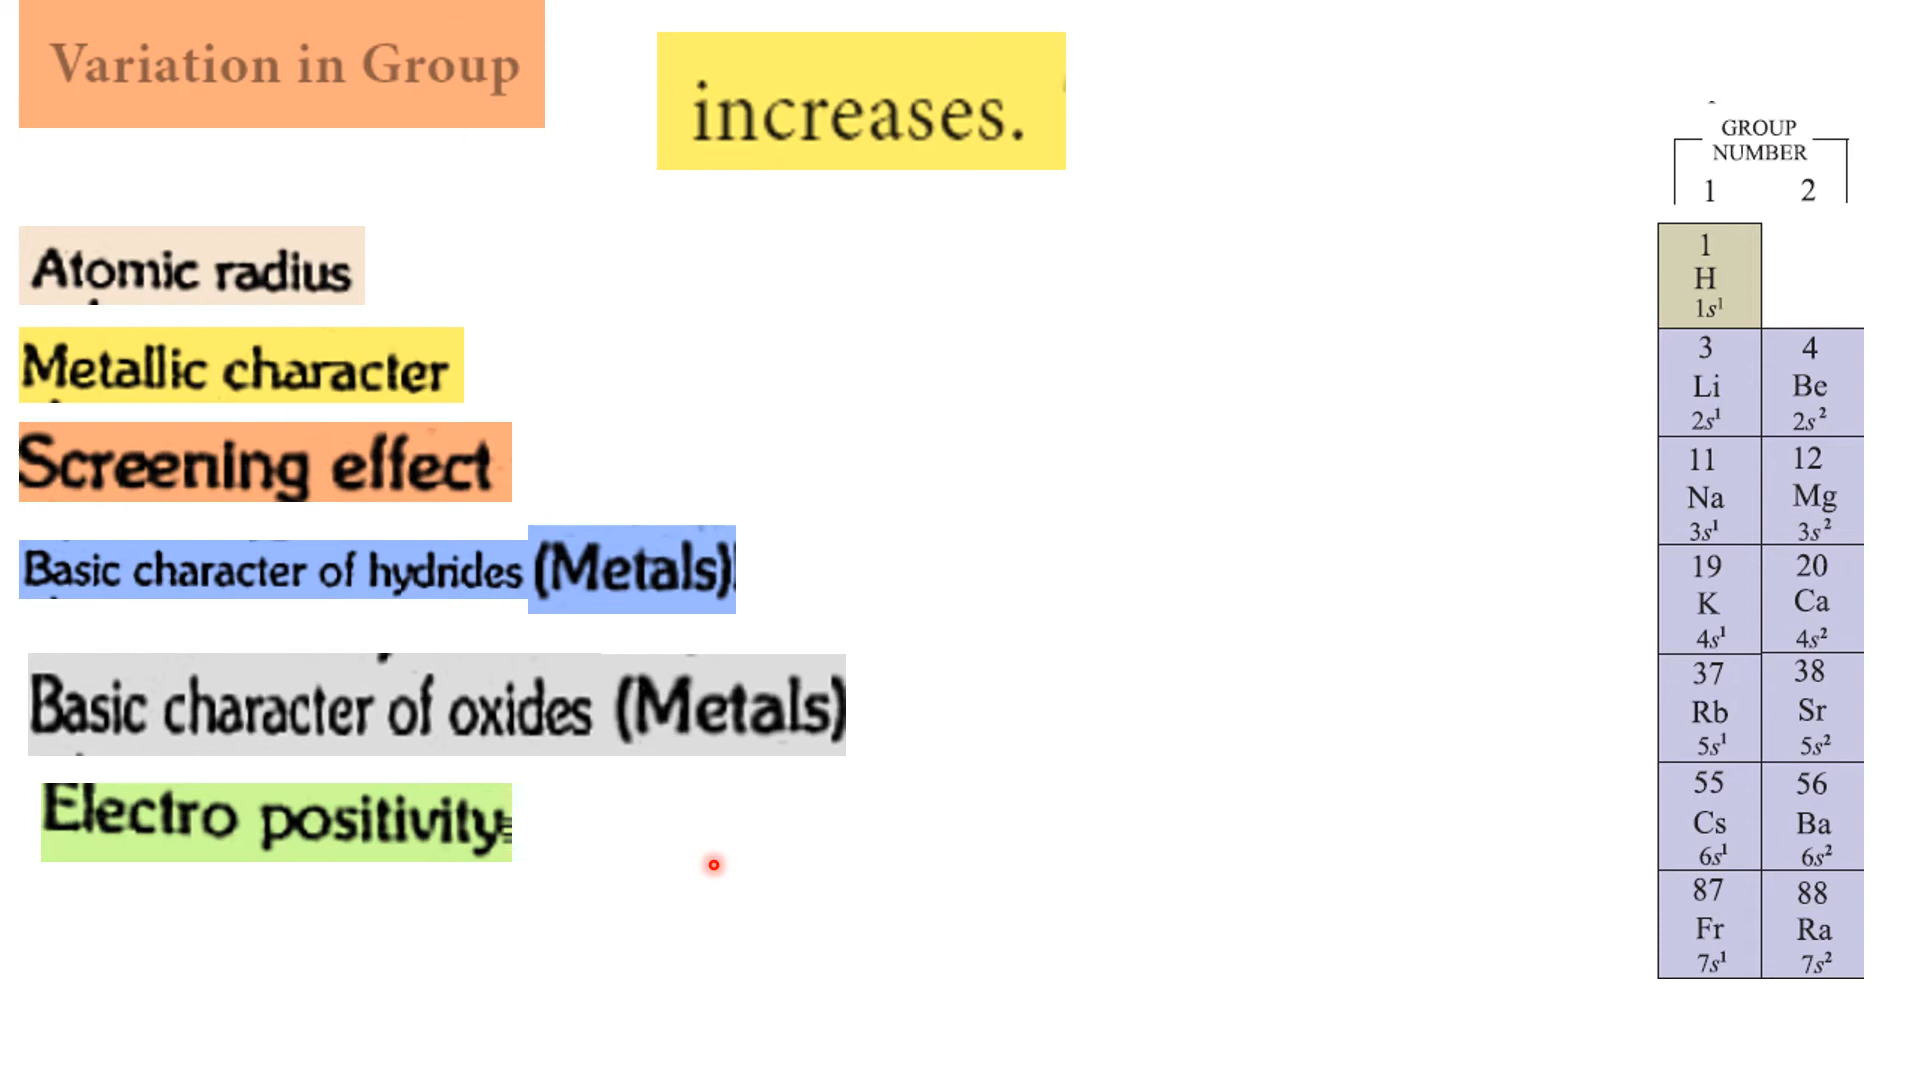 Variation in Group
increases.
Atomic radius
Metallic character
Screening effect
Basic character of hydrides (Metals)
Basic character of oxides (Metals)
Electro positivity
GROUP
NUMBER
1 2
1
H
1s¹
3 4
Li Be
2s¹ 2s²
11 12
Na Mg
3s¹ 3s²
19 20
K Ca
4s¹ 4s²
37 38
Rb Sr
5s¹ 5s²
55 56
Cs Ba
6s¹ 6s²
87 88
Fr Ra
7s¹ 7s²